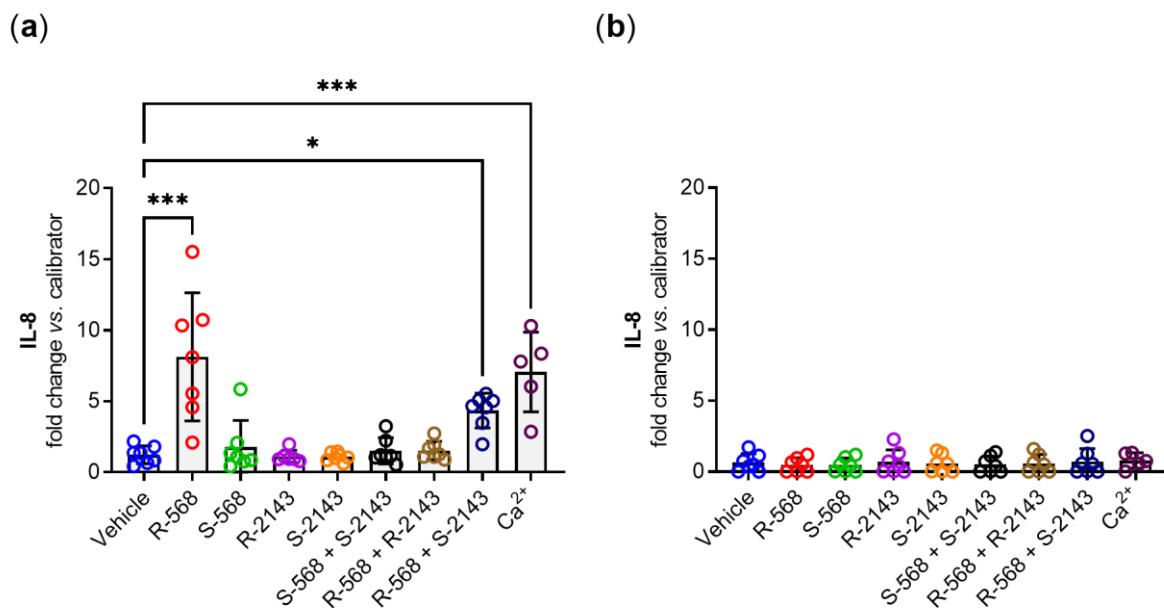 (a)
***
*
***
20
15
10
5
0
IL-8
fold change vs. calibrator
Vehicle
R-568
S-568
R-2143
S-2143
S-568 + S-2143
R-568 + R-2143
R-568 + S-2143
Ca²⁺
(b)
20
15
10
5
0
IL-8
fold change vs. calibrator
Vehicle
R-568
S-568
R-2143
S-2143
S-568 + S-2143
R-568 + R-2143
R-568 + S-2143
Ca²⁺